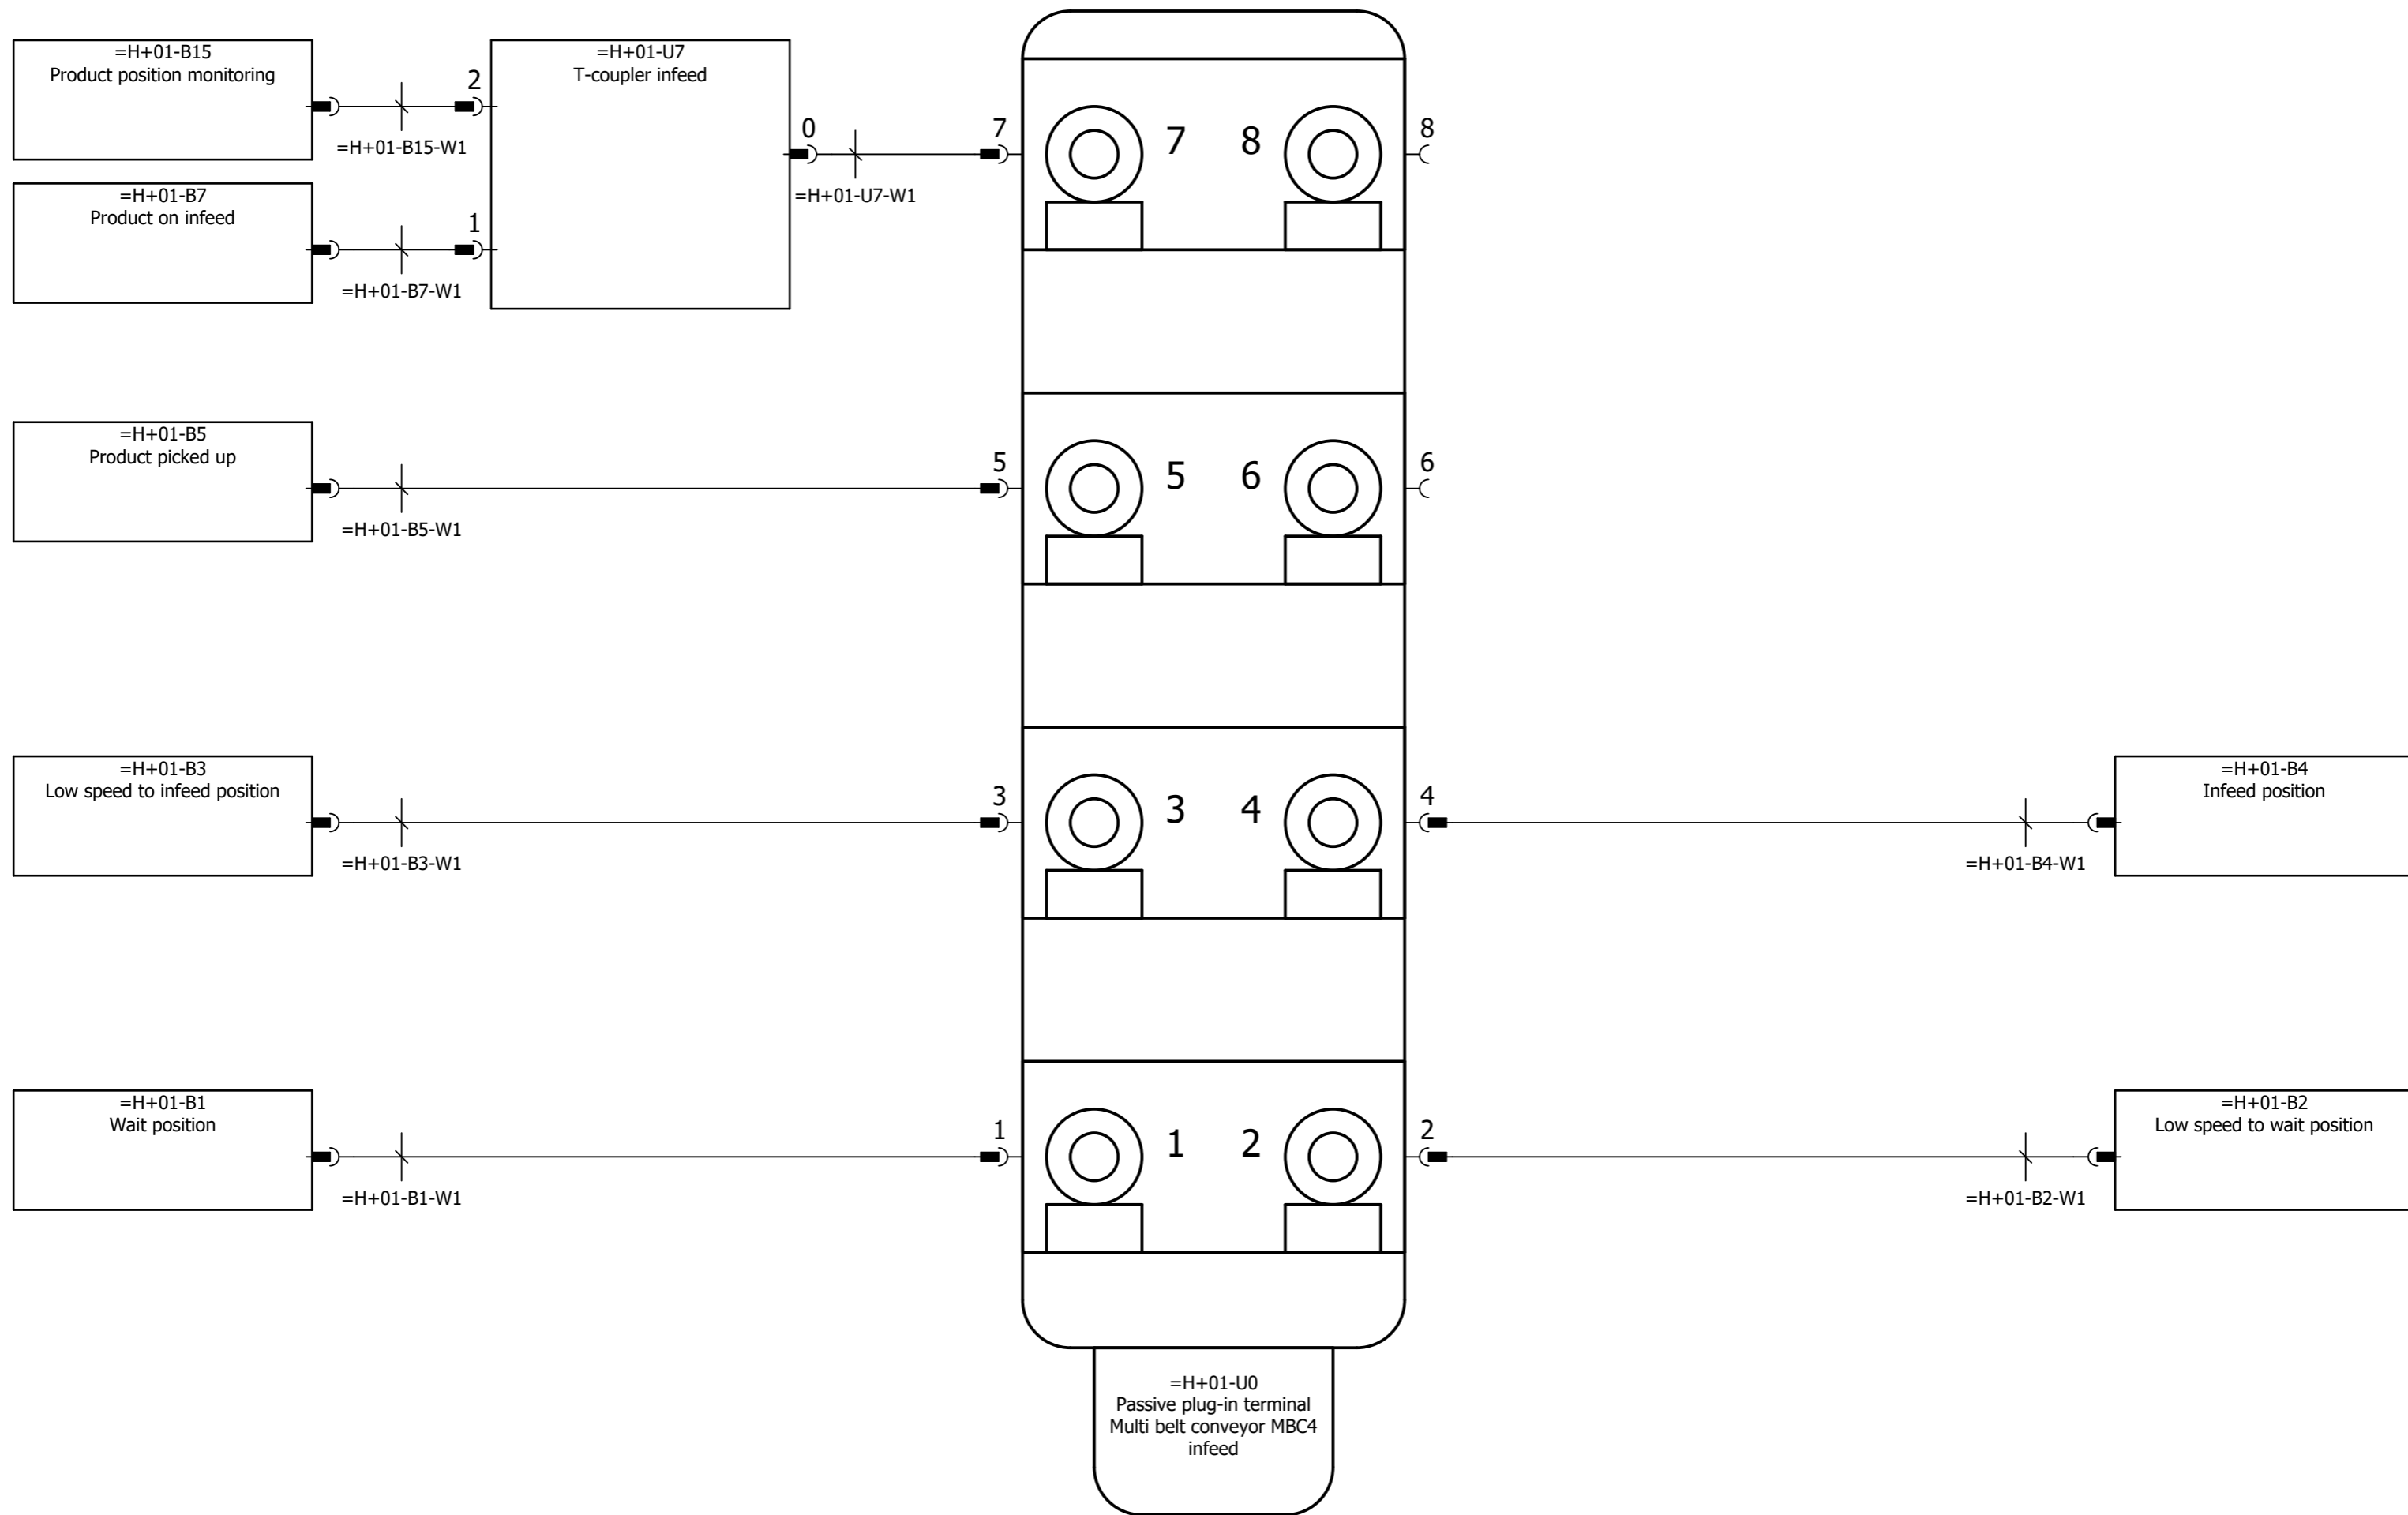 =H+01-B15
Product position monitoring
=H+01-B15-W1
2
=H+01-U7
T-coupler infeed
0
=H+01-U7-W1
7
7 8
8
=H+01-B7
Product on infeed
=H+01-B7-W1
1
=H+01-B5
Product picked up
=H+01-B5-W1
5
5 6
6
=H+01-B3
Low speed to infeed position
=H+01-B3-W1
3
3 4
4
=H+01-B4-W1
=H+01-B4
Infeed position
=H+01-B1
Wait position
=H+01-B1-W1
1
1 2
2
=H+01-B2-W1
=H+01-B2
Low speed to wait position
=H+01-U0
Passive plug-in terminal
Multi belt conveyor MBC4
infeed